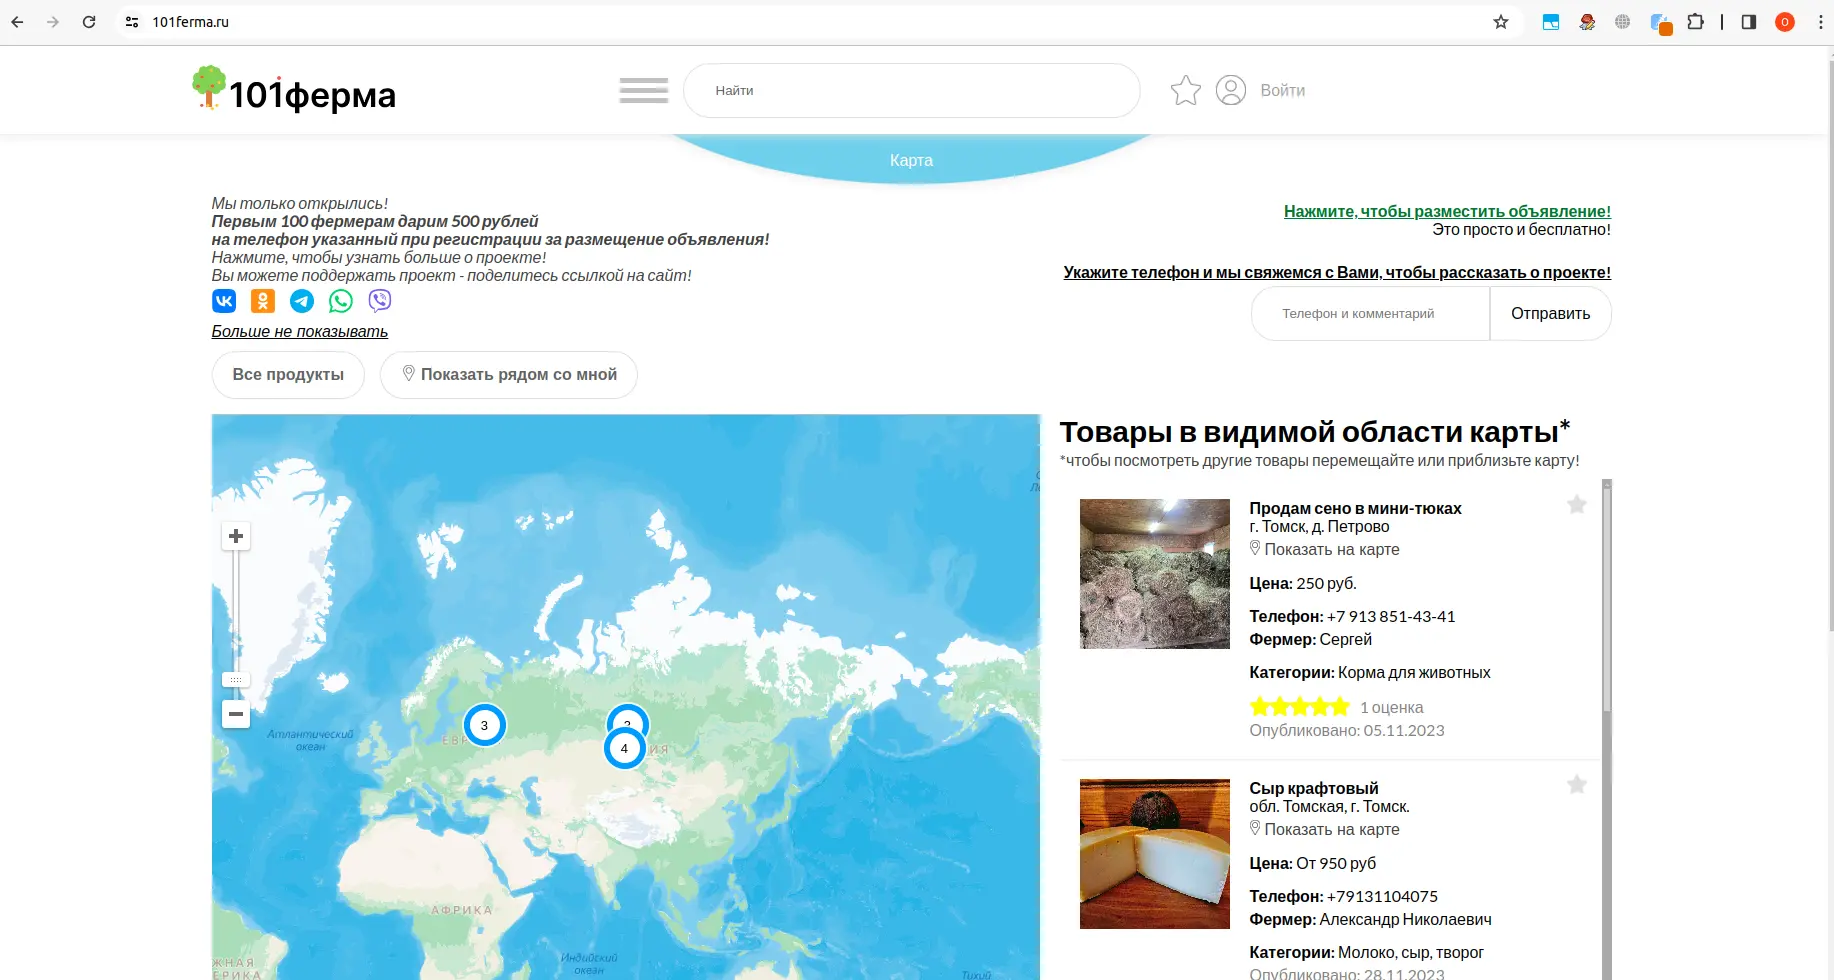 101ferma.ru
101ферма
Найти
Войти
Карта
Мы только открылись!
Первым 100 фермерам дарим 500 рублей
на телефон указанный при регистрации за размещение объявления!
Нажмите, чтобы узнать больше о проекте!
Вы можете поддержать проект - поделитесь ссылкой на сайт!
Больше не показывать
Нажмите, чтобы разместить объявление!
Это просто и бесплатно!
Укажите телефон и мы свяжемся с Вами, чтобы рассказать о проекте!
Телефон и комментарий
Отправить
Все продукты
Показать рядом со мной
Атлантический
океан
3
2
4
АФРИКА
Индийский
океан
Тихий
Товары в видимой области карты*
*чтобы посмотреть другие товары перемещайте или приблизьте карту!
Продам сено в мини-тюках
г. Томск, д. Петрово
Показать на карте
Цена: 250 руб.
Телефон: +7 913 851-43-41
Фермер: Сергей
Категории: Корма для животных
1 оценка
Опубликовано: 05.11.2023
Сыр крафтовый
обл. Томская, г. Томск.
Показать на карте
Цена: От 950 руб
Телефон: +79131104075
Фермер: Александр Николаевич
Категории: Молоко, сыр, творог
Опубликовано: 28.11.2023